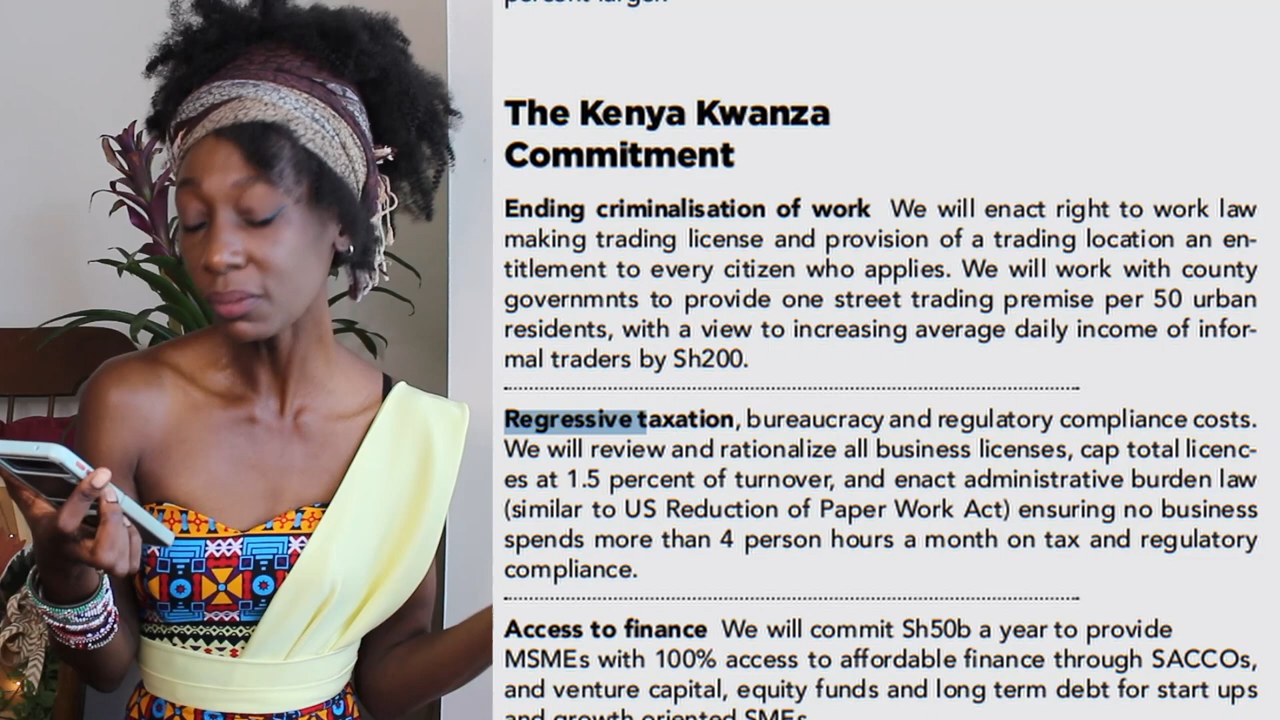 percent larger.
The Kenya Kwanza
Commitment
Ending criminalisation of work We will enact right to work law
making trading license and provision of a trading location an en-
titlement to every citizen who applies. We will work with county
governmnts to provide one street trading premise per 50 urban
residents, with a view to increasing average daily income of infor-
mal traders by Sh200.
Regressive taxation, bureaucracy and regulatory compliance costs.
We will review and rationalize all business licenses, cap total licenc-
es at 1.5 percent of turnover, and enact administrative burden law
(similar to US Reduction of Paper Work Act) ensuring no business
spends more than 4 person hours a month on tax and regulatory
compliance.
Access to finance We will commit Sh50b a year to provide
MSMEs with 100% access to affordable finance through SACCOs,
and venture capital, equity funds and long term debt for start ups
and growth oriented SMEs.